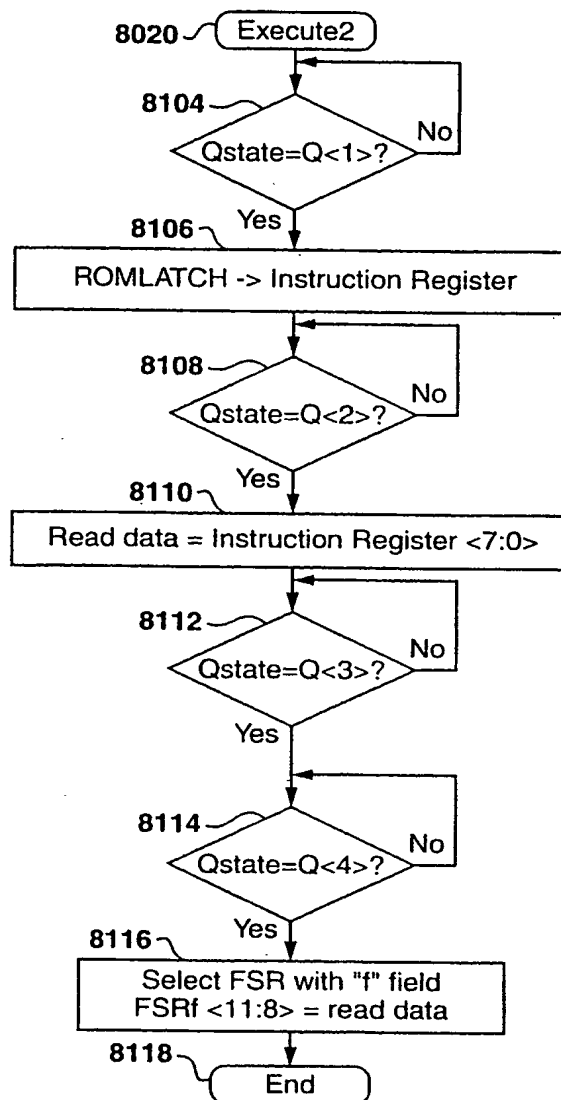 8020
Execute2
8104
No
Qstate=Q<1>?
Yes
8106
ROMLATCH -> Instruction Register
8108
No
Qstate=Q<2>?
Yes
8110
Read data = Instruction Register <7:0>
8112
No
Qstate=Q<3>?
Yes
8114
No
Qstate=Q<4>?
Yes
8116
Select FSR with "f" field
FSRf <11:8> = read data
8118
End